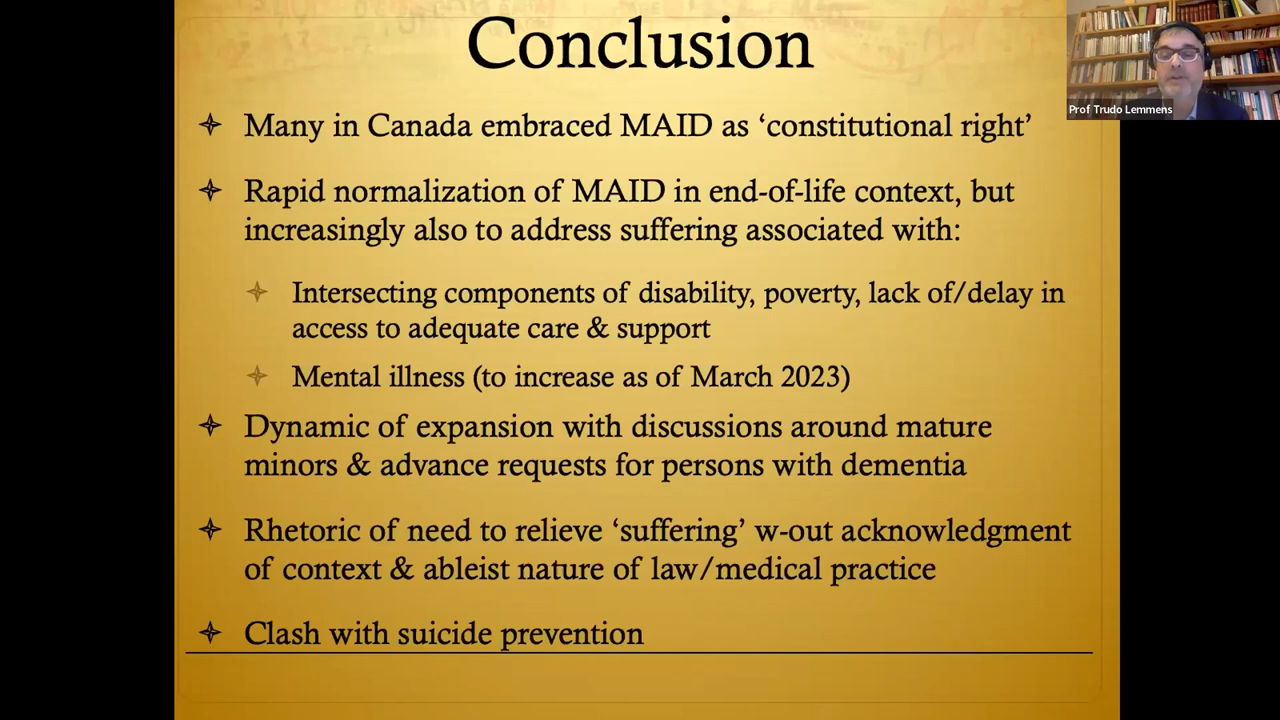 Conclusion
Prof Trudo Lemmens
Many in Canada embraced MAID as ‘constitutional right’
Rapid normalization of MAID in end-of-life context, but
increasingly also to address suffering associated with:
Intersecting components of disability, poverty, lack of/delay in
access to adequate care & support
Mental illness (to increase as of March 2023)
Dynamic of expansion with discussions around mature
minors & advance requests for persons with dementia
Rhetoric of need to relieve ‘suffering’ w-out acknowledgment
of context & ableist nature of law/medical practice
Clash with suicide prevention